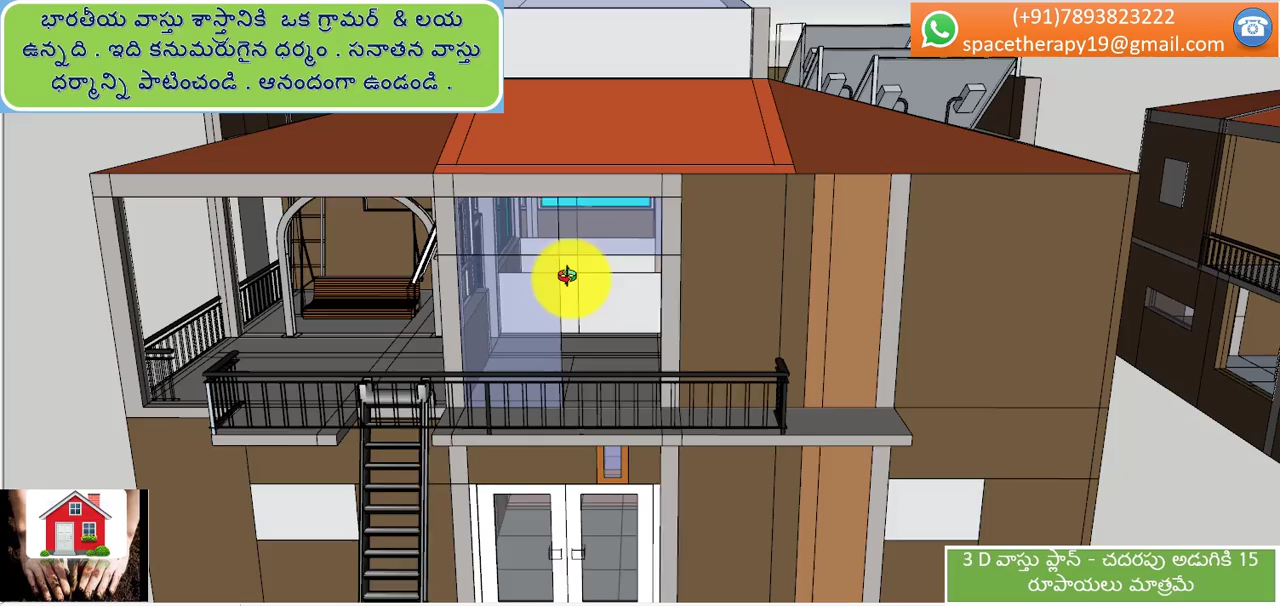 భారతీయ వాస్తు శాస్త్రానికి ఒక గ్రామర్ & లయ
ఉన్నది . ఇది కనుమరుగైన ధర్మం . సనాతన వాస్తు
ధర్మాన్ని పాటించండి . ఆనందంగా ఉండండి .
(+91)7893823222
spacetherapy19@gmail.com
3 D వాస్తు ప్లాన్ - చదరపు అడుగికి 15
రూపాయలు మాత్రమే